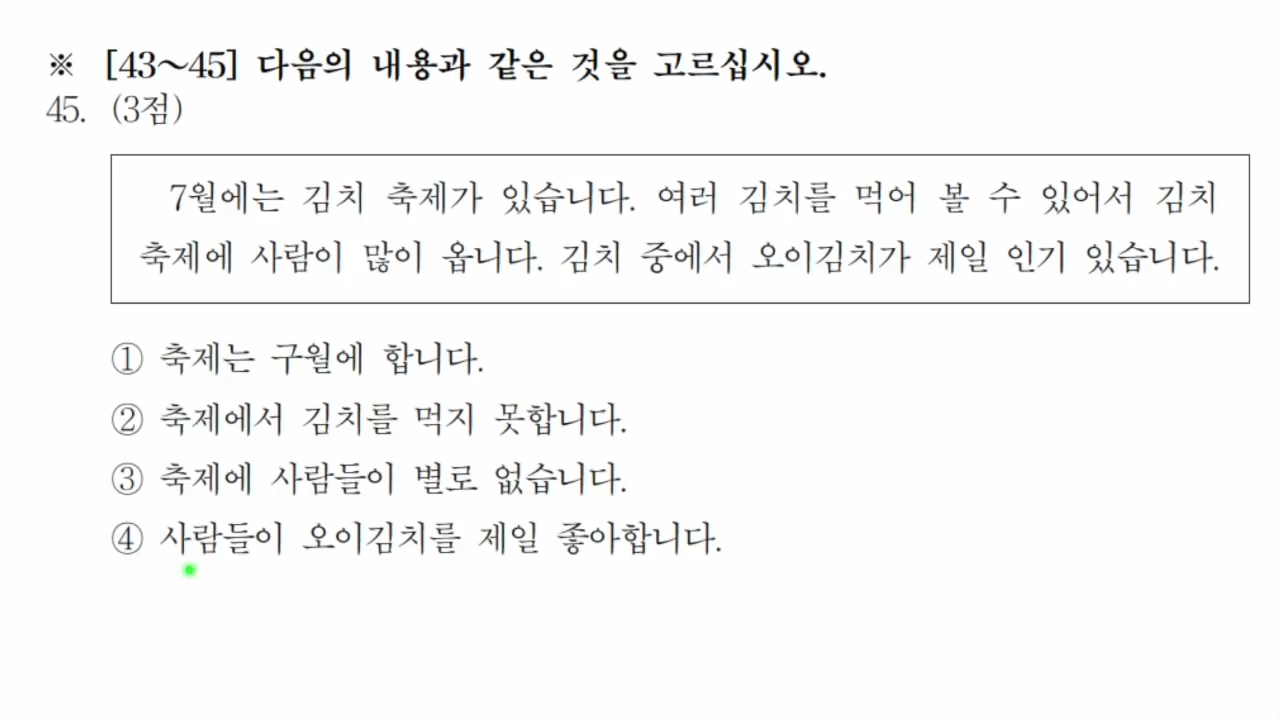 ※ [43～45] 다음의 내용과 같은 것을 고르십시오.
45. (3점)
7월에는 김치 축제가 있습니다. 여러 김치를 먹어 볼 수 있어서 김치
축제에 사람이 많이 옵니다. 김치 중에서 오이김치가 제일 인기 있습니다.
① 축제는 구월에 합니다.
② 축제에서 김치를 먹지 못합니다.
③ 축제에 사람들이 별로 없습니다.
④ 사람들이 오이김치를 제일 좋아합니다.